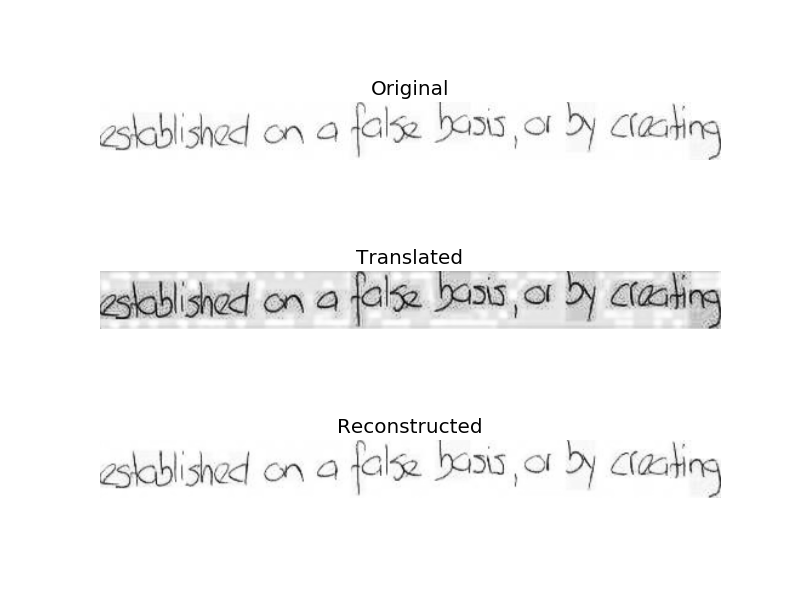 Original
established on a false basis, or by creating
Translated
established on a false basis, or by creating
Reconstructed
established on a false basis, or by creating